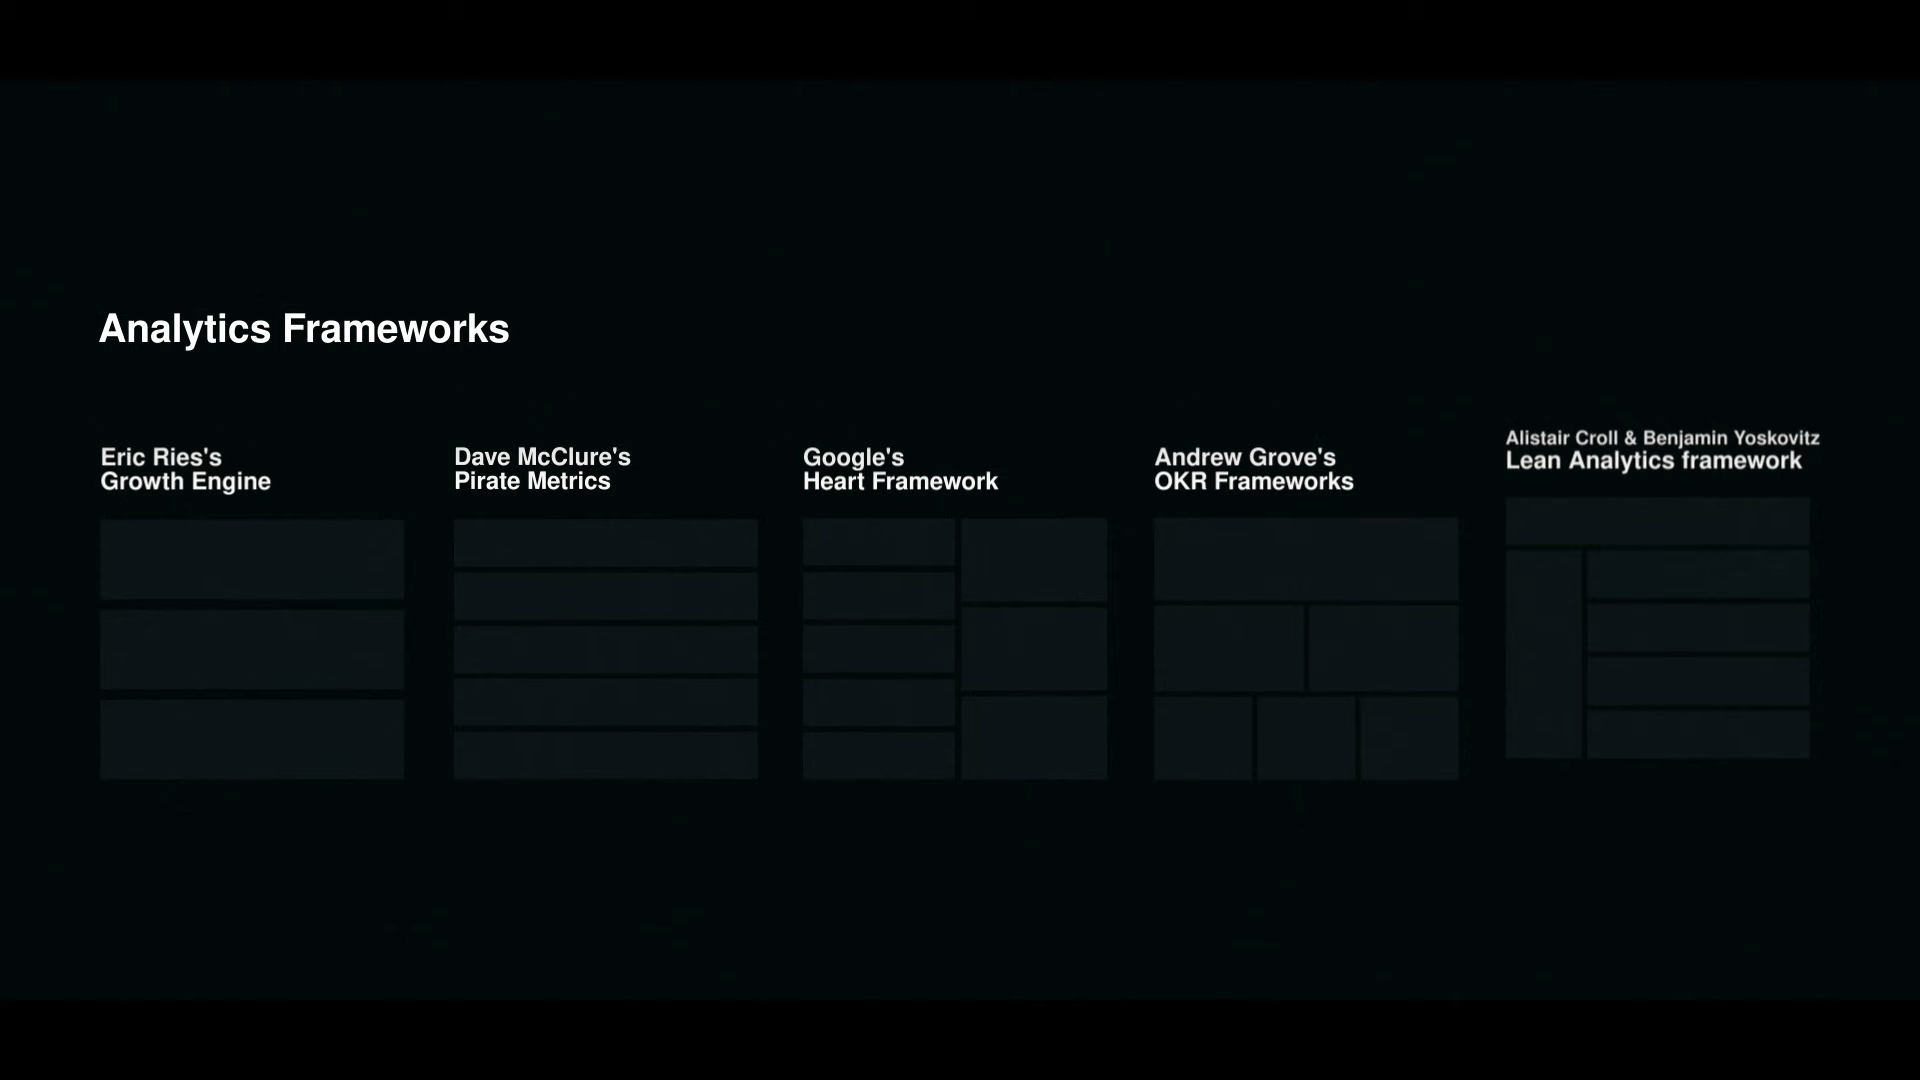 Analytics Frameworks
Eric Ries's
Growth Engine
Dave McClure's
Pirate Metrics
Google's
Heart Framework
Andrew Grove's
OKR Frameworks
Alistair Croll & Benjamin Yoskovitz
Lean Analytics framework